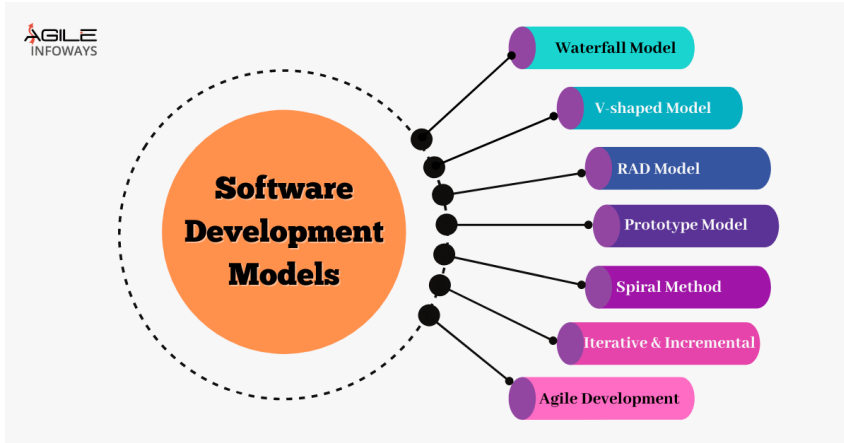 AGILE
INFOWAYS
Software
Development
Models
Waterfall Model
V-shaped Model
RAD Model
Prototype Model
Spiral Method
Iterative & Incremental
Agile Development